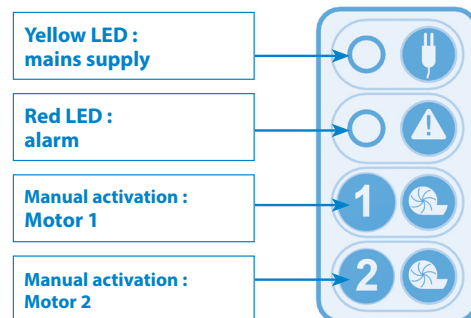 Yellow LED :
mains supply
Red LED :
alarm
Manual activation :
Motor 1
1
Manual activation :
Motor 2
2